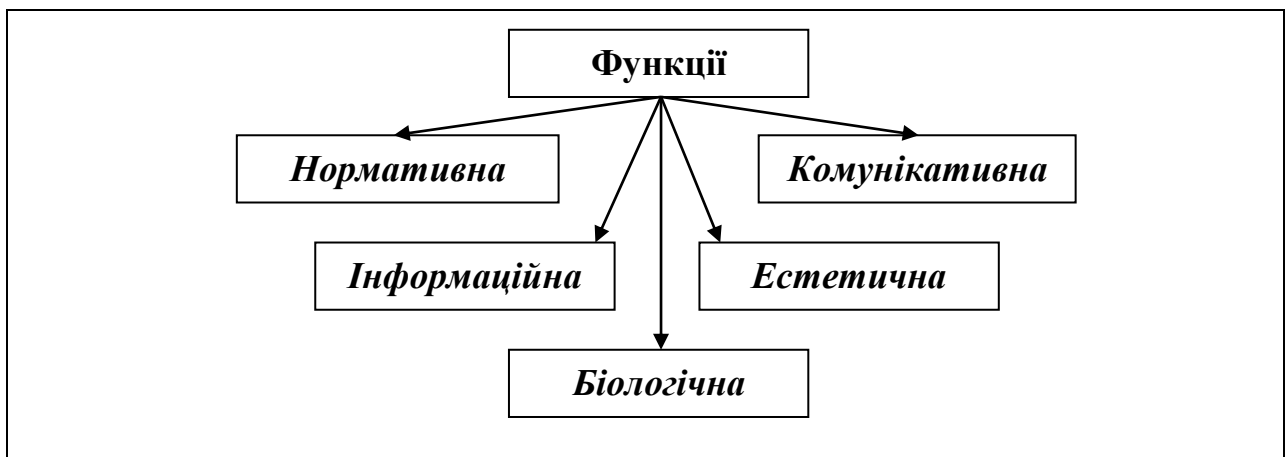 Функції
Нормативна
Комунікативна
Інформаційна
Естетична
Біологічна